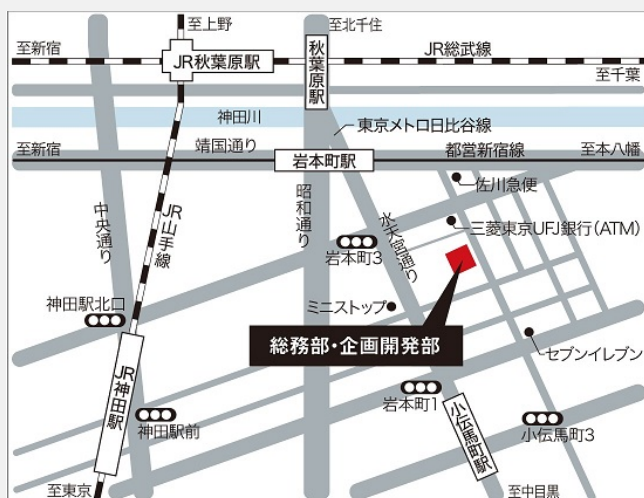 至上野
至北千住
至新宿
JR秋葉原駅
秋葉原駅
JR総武線
至千葉
神田川
東京メトロ日比谷線
至新宿
靖国通り
岩本町駅
都営新宿線
至本八幡
佐川急便
中央通り
JR山手線
昭和通り
水天宮通り
三菱東京UFJ銀行(ATM)
岩本町3
神田駅北口
ミニストップ
総務部・企画開発部
セブンイレブン
JR神田駅
神田駅前
岩本町1
小伝馬町駅
小伝馬町3
至東京
至中目黒